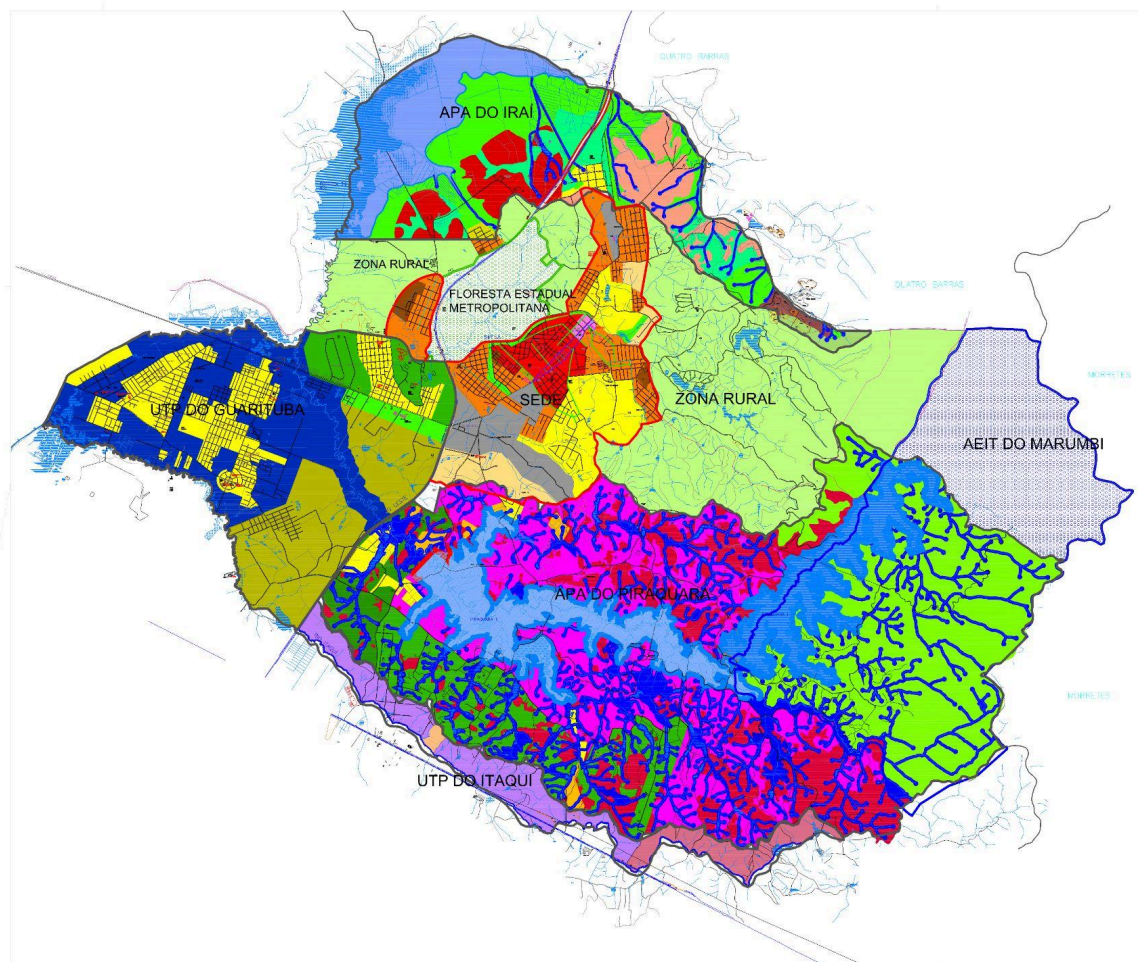 QUATRO BARRAS
APA DO IRAÍ
ZONA RURAL
QUATRO BARRAS
FLORESTA ESTADUAL
METROPOLITANA
MORRETES
SEDE
ZONA RURAL
UTP DO GUARITUBA
AEIT DO MARUMBI
APA DO PIRAQUARA
MORRETES
UTP DO ITAQUI